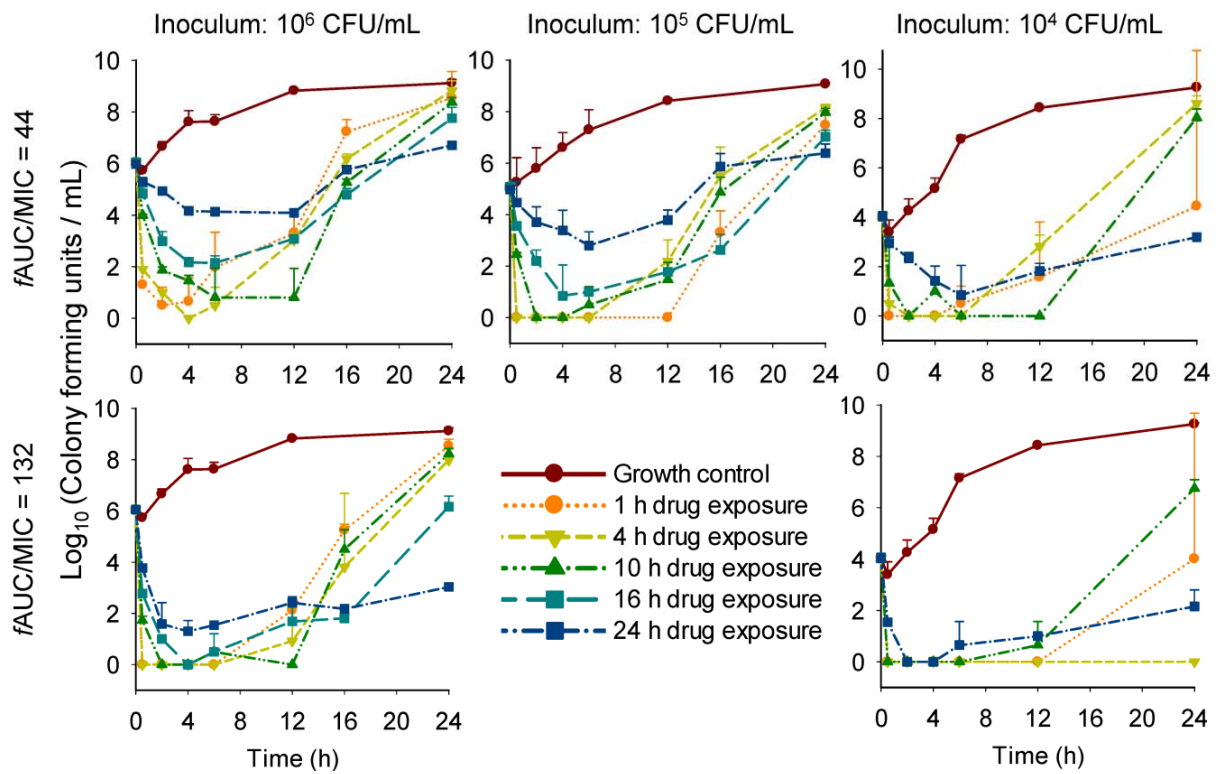 Inoculum: 10⁶ CFU/mL
Inoculum: 10⁵ CFU/mL
Inoculum: 10⁴ CFU/mL
fAUC/MIC = 44
Log₁₀ (Colony forming units / mL)
10
8
6
4
2
0
0 4 8 12 16 20 24
10
8
6
4
2
0
0 4 8 12 16 20 24
10
8
6
4
2
0
0 4 8 12 16 20 24
fAUC/MIC = 132
10
8
6
4
2
0
0 4 8 12 16 20 24
Time (h)
Growth control
1 h drug exposure
4 h drug exposure
10 h drug exposure
16 h drug exposure
24 h drug exposure
10
8
6
4
2
0
0 4 8 12 16 20 24
Time (h)